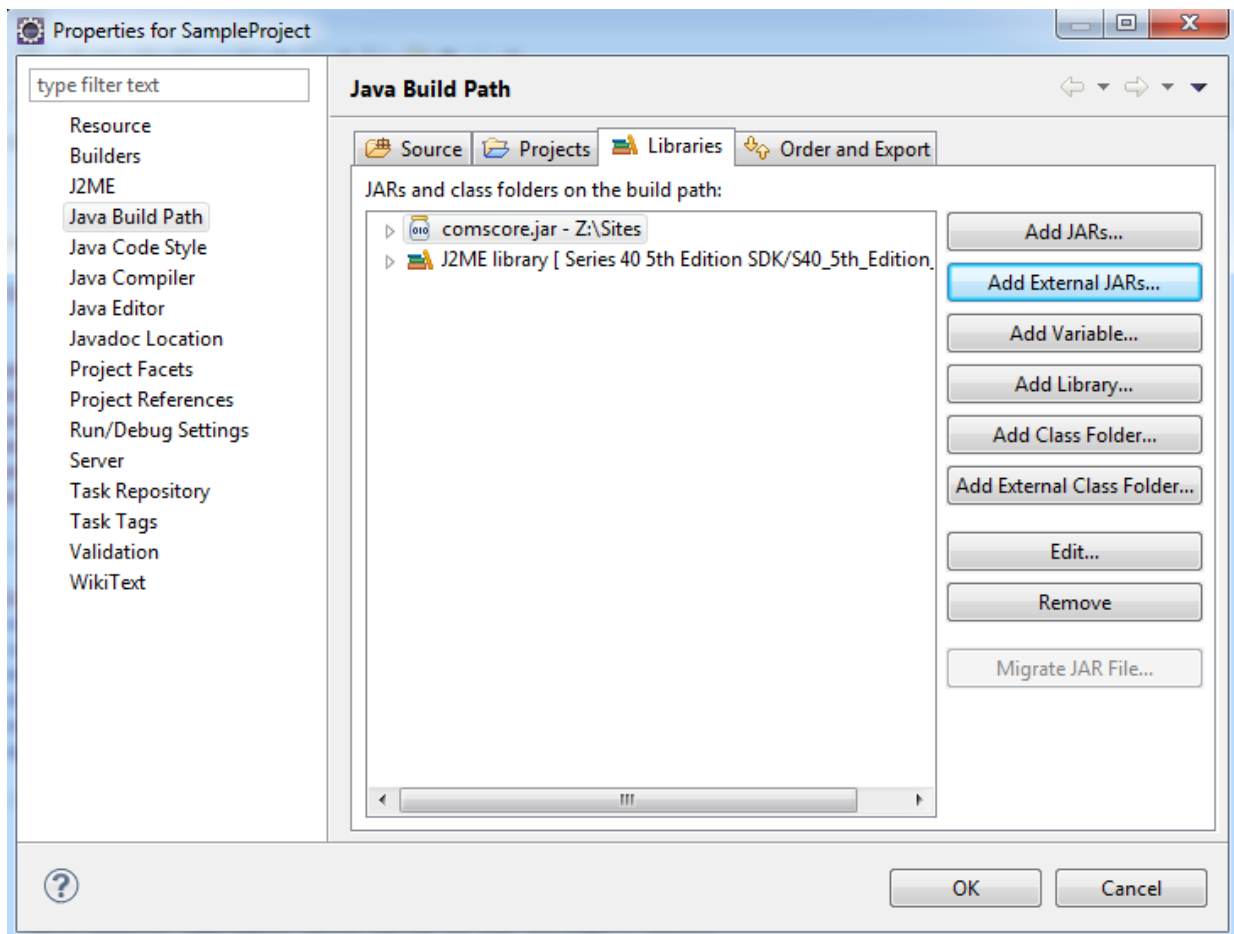 Properties for SampleProject
type filter text
Resource
Builders
J2ME
Java Build Path
Java Code Style
Java Compiler
Java Editor
Javadoc Location
Project Facets
Project References
Run/Debug Settings
Server
Task Repository
Task Tags
Validation
WikiText
Java Build Path
Source Projects Libraries Order and Export
JARs and class folders on the build path:
comscore.jar - Z:\Sites
J2ME library [ Series 40 5th Edition SDK/S40_5th_Edition_
Add JARs...
Add External JARs...
Add Variable...
Add Library...
Add Class Folder...
Add External Class Folder...
Edit...
Remove
Migrate JAR File...
OK Cancel